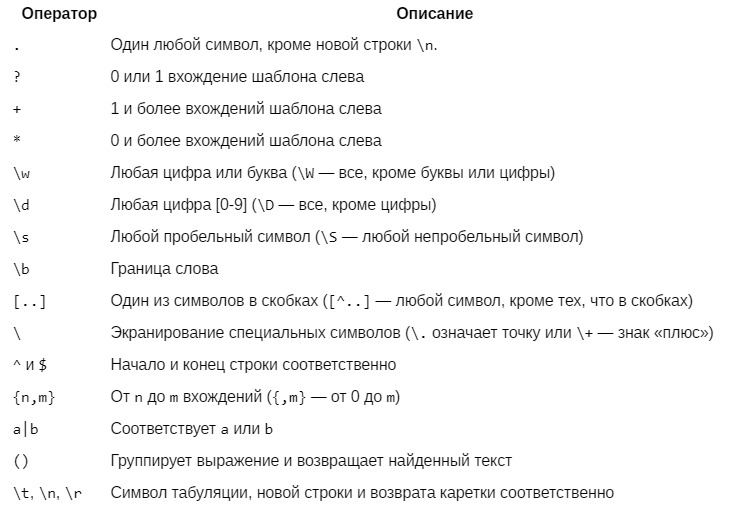 Оператор Описание
. Один любой символ, кроме новой строки \n.
? 0 или 1 вхождение шаблона слева
+ 1 и более вхождений шаблона слева
* 0 и более вхождений шаблона слева
\w Любая цифра или буква (\W — все, кроме буквы или цифры)
\d Любая цифра [0-9] (\D — все, кроме цифры)
\s Любой пробельный символ (\S — любой непробельный символ)
\b Граница слова
[..] Один из символов в скобках ([^..] — любой символ, кроме тех, что в скобках)
\ Экранирование специальных символов (\. означает точку или \+ — знак «плюс»)
^ и $ Начало и конец строки соответственно
{n,m} От n до m вхождений ({,m} — от 0 до m)
a|b Соответствует a или b
() Группирует выражение и возвращает найденный текст
\t, \n, \r Символ табуляции, новой строки и возврата каретки соответственно